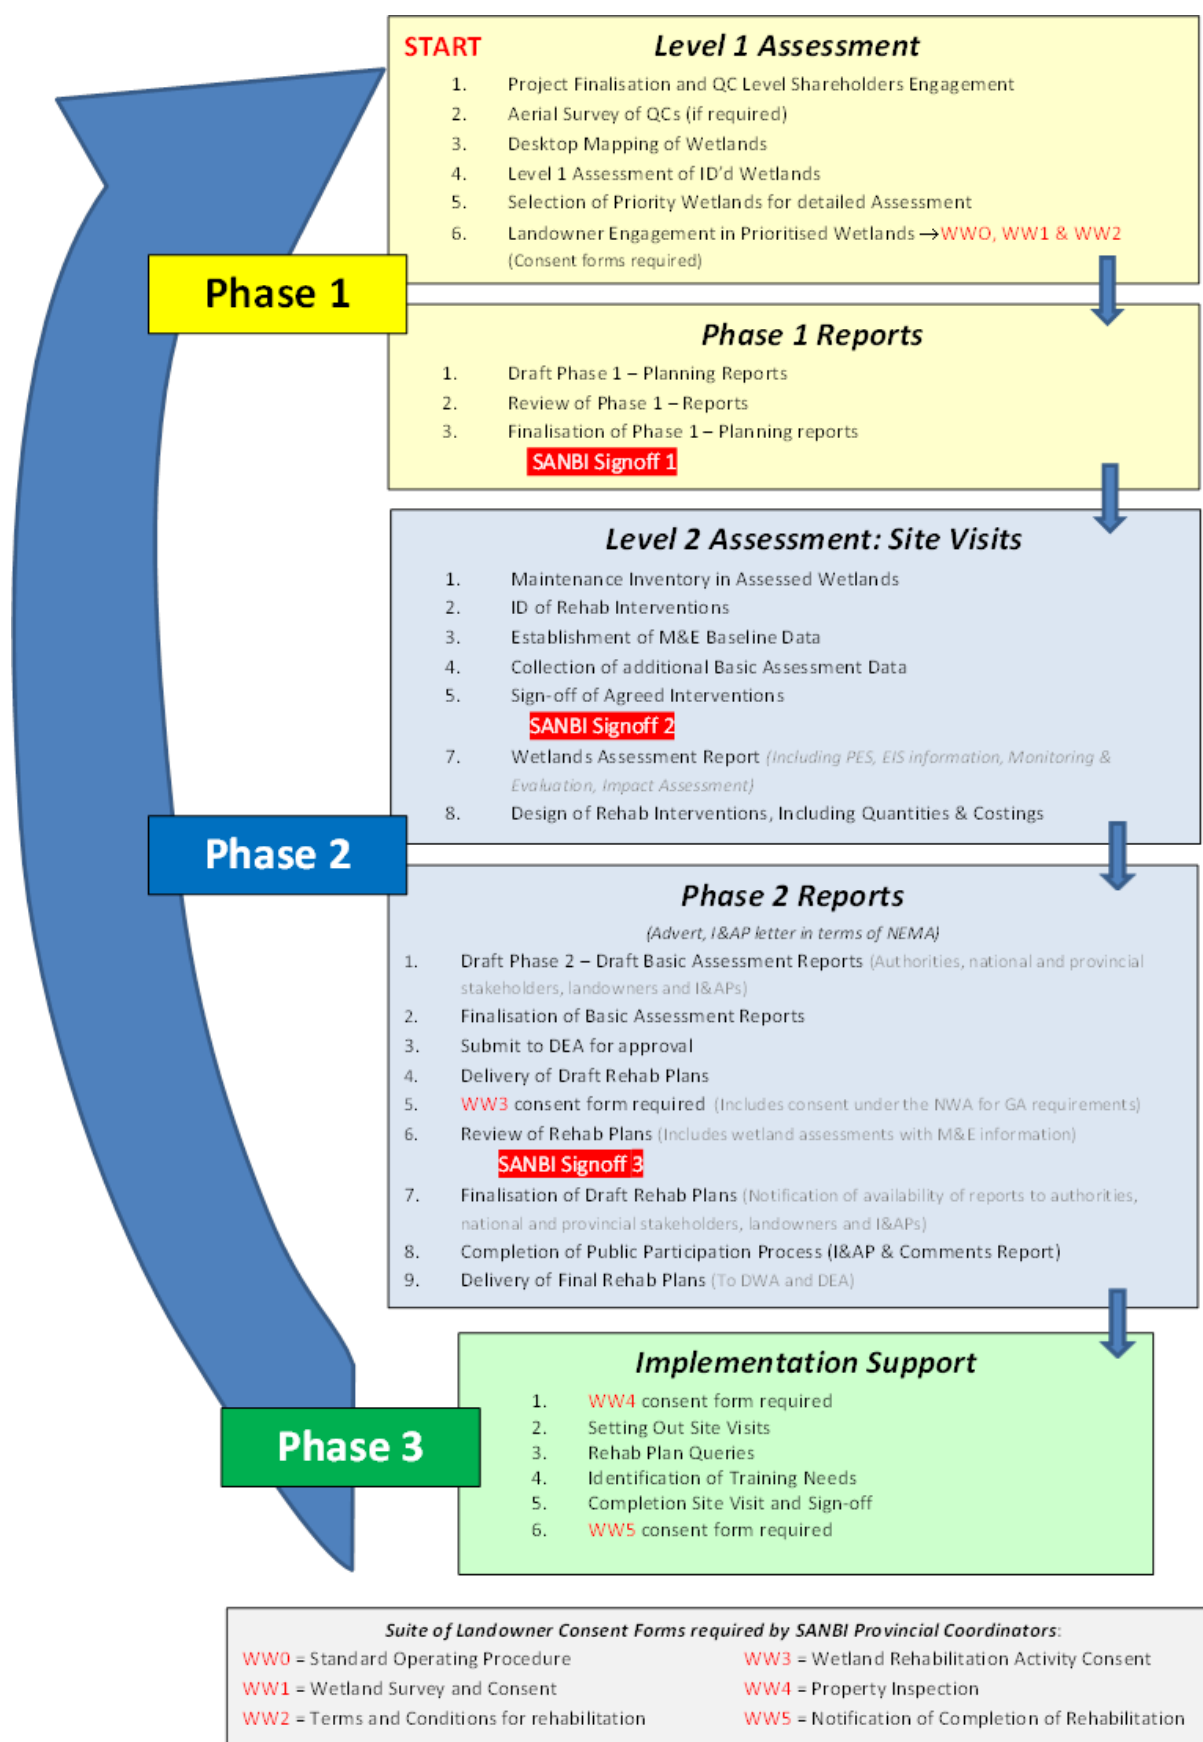 START
Level 1 Assessment
1. Project Finalisation and QC Level Shareholders Engagement
2. Aerial Survey of QCs (if required)
3. Desktop Mapping of Wetlands
4. Level 1 Assessment of ID'd Wetlands
5. Selection of Priority Wetlands for detailed Assessment
6. Landowner Engagement in Prioritised Wetlands →WWO, WW1 & WW2
(Consent forms required)
Phase 1
Phase 1 Reports
1. Draft Phase 1 – Planning Reports
2. Review of Phase 1 – Reports
3. Finalisation of Phase 1 – Planning reports
SANBI Signoff 1
Level 2 Assessment: Site Visits
1. Maintenance Inventory in Assessed Wetlands
2. ID of Rehab Interventions
3. Establishment of M&E Baseline Data
4. Collection of additional Basic Assessment Data
5. Sign-off of Agreed Interventions
SANBI Signoff 2
7. Wetlands Assessment Report (Including PES, EIS information, Monitoring &
Evaluation, Impact Assessment)
8. Design of Rehab Interventions, Including Quantities & Costings
Phase 2
Phase 2 Reports
(Advert, I&AP letter in terms of NEMA)
1. Draft Phase 2 – Draft Basic Assessment Reports (Authorities, national and provincial
stakeholders, landowners and I&APs)
2. Finalisation of Basic Assessment Reports
3. Submit to DEA for approval
4. Delivery of Draft Rehab Plans
5. WW3 consent form required (Includes consent under the NWA for GA requirements)
6. Review of Rehab Plans (Includes wetland assessments with M&E information)
SANBI Signoff 3
7. Finalisation of Draft Rehab Plans (Notification of availability of reports to authorities,
national and provincial stakeholders, landowners and I&APs)
8. Completion of Public Participation Process (I&AP & Comments Report)
9. Delivery of Final Rehab Plans (To DWA and DEA)
Implementation Support
1. WW4 consent form required
2. Setting Out Site Visits
3. Rehab Plan Queries
4. Identification of Training Needs
5. Completion Site Visit and Sign-off
6. WW5 consent form required
Phase 3
Suite of Landowner Consent Forms required by SANBI Provincial Coordinators:
WW0 = Standard Operating Procedure
WW1 = Wetland Survey and Consent
WW2 = Terms and Conditions for rehabilitation
WW3 = Wetland Rehabilitation Activity Consent
WW4 = Property Inspection
WW5 = Notification of Completion of Rehabilitation